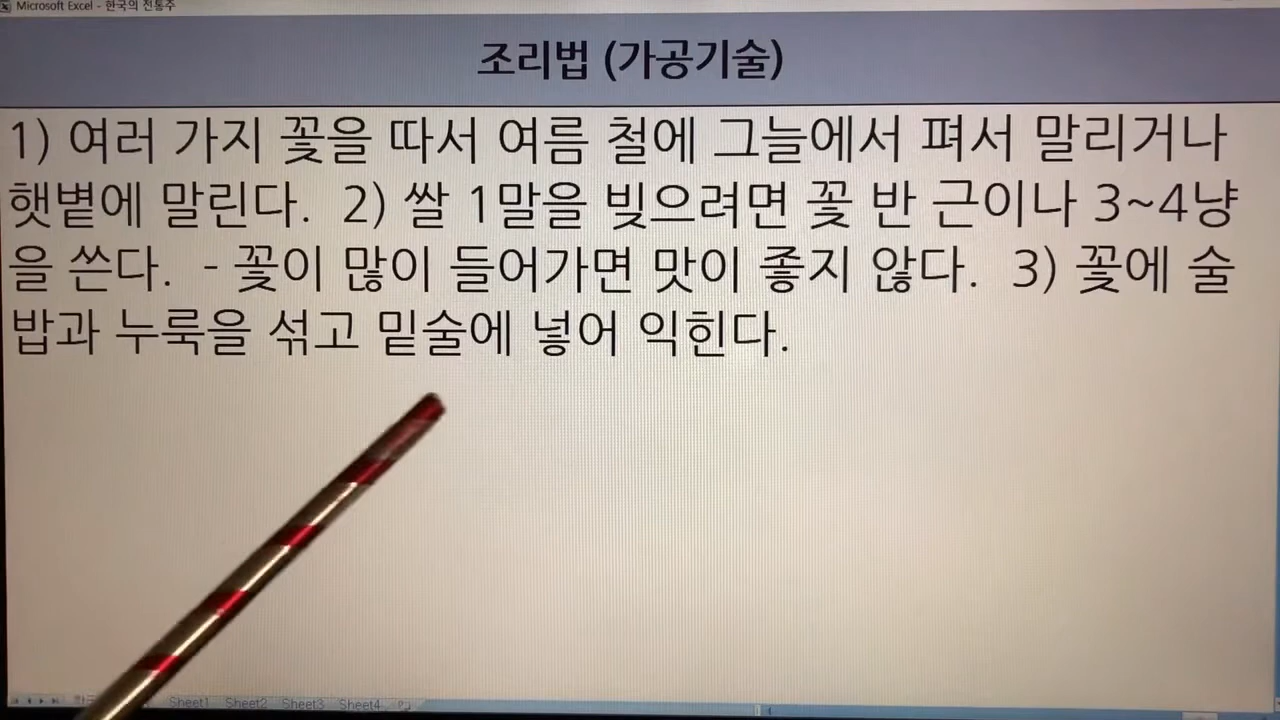 Microsoft Excel - 한국의 전통주
조리법 (가공기술)
1) 여러 가지 꽃을 따서 여름 철에 그늘에서 펴서 말리거나
햇볕에 말린다. 2) 쌀 1말을 빚으려면 꽃 반 근이나 3~4냥
을 쓴다. - 꽃이 많이 들어가면 맛이 좋지 않다. 3) 꽃에 술
밥과 누룩을 섞고 밑술에 넣어 익힌다.
Sheet1 Sheet2 Sheet3 Sheet4